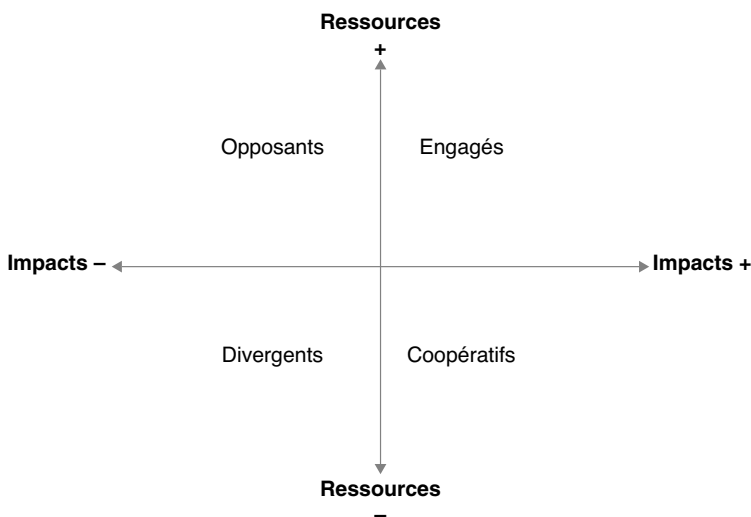 Ressources
+
Opposants
Engagés
Impacts –
Impacts +
Divergents
Coopératifs
Ressources
–